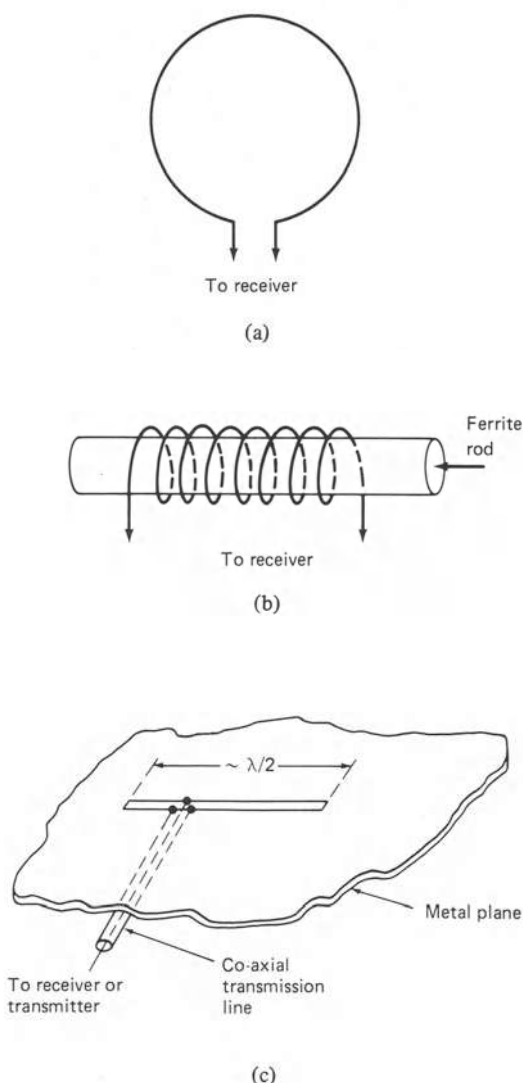 To receiver
(a)
Ferrite
rod
To receiver
(b)
~ λ/2
Metal plane
Co-axial
transmission
line
To receiver or
transmitter
(c)